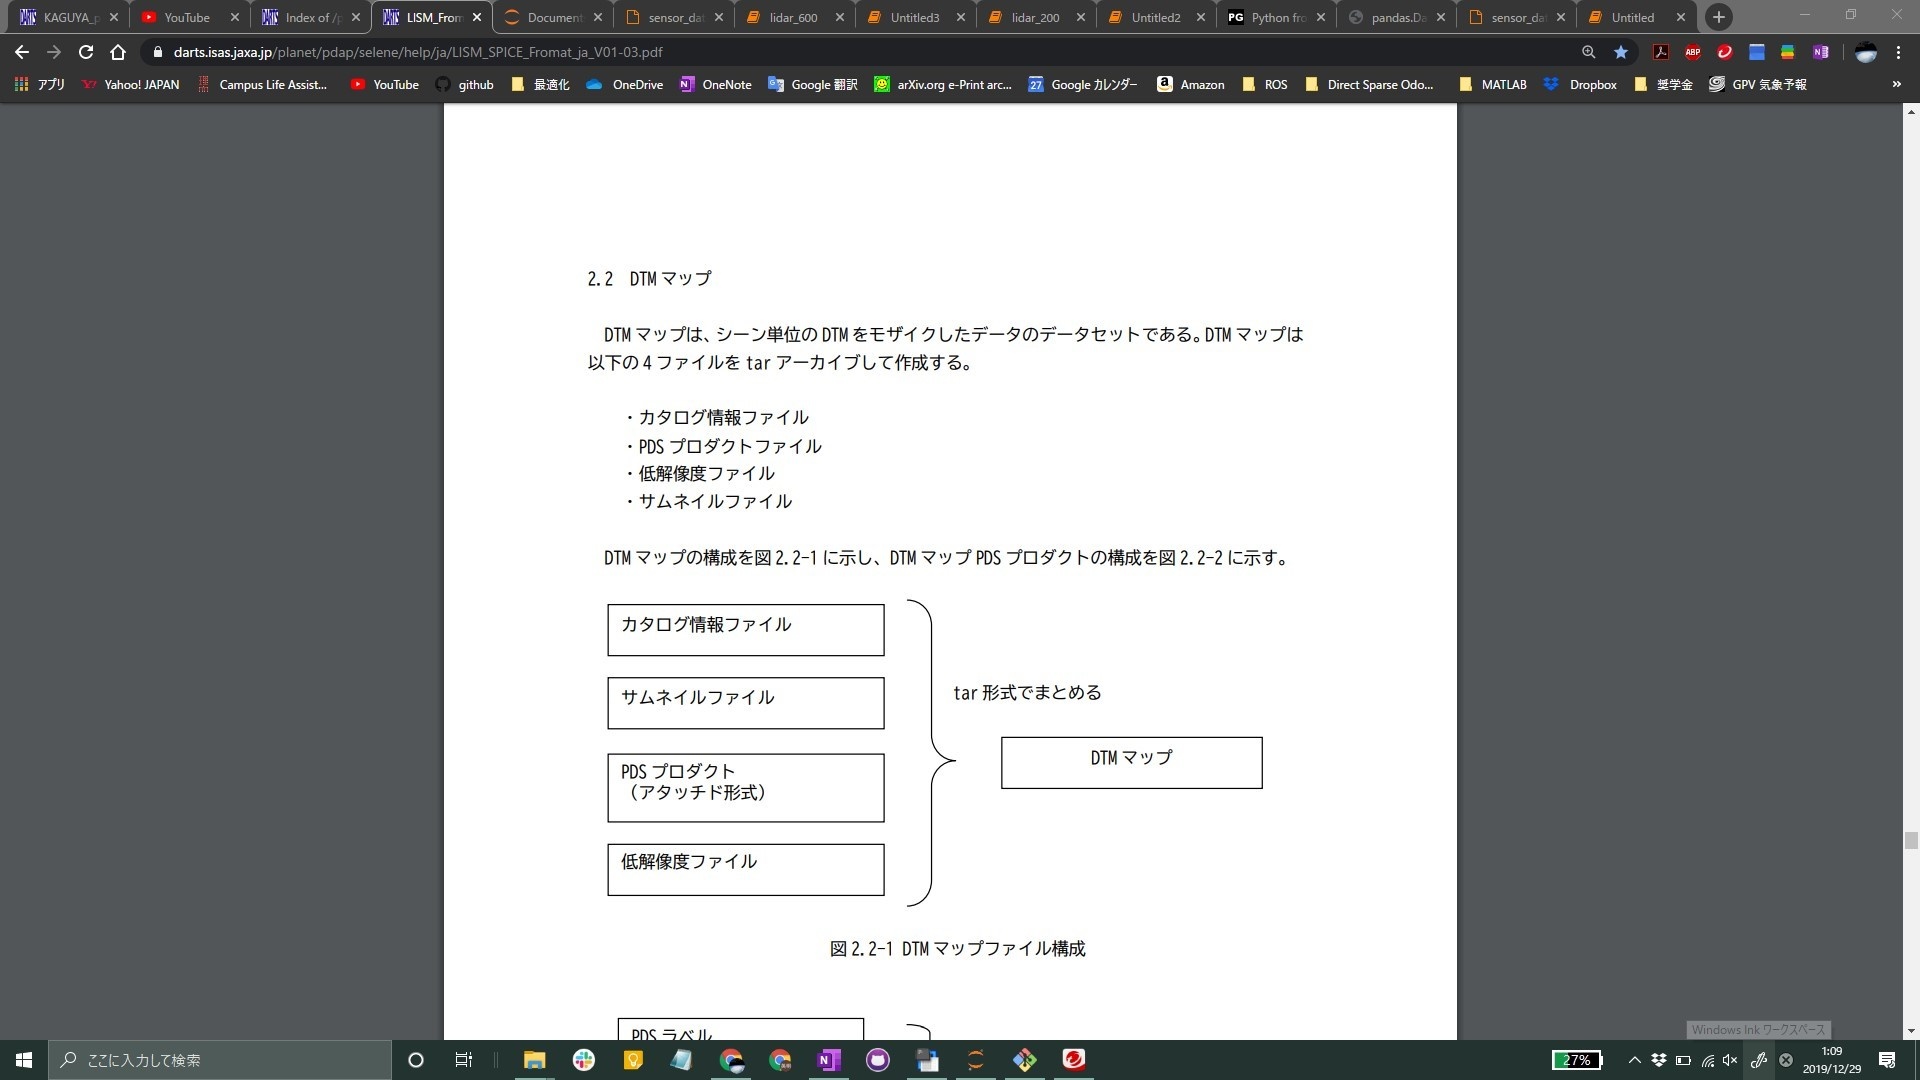 KAGUYA_p
YouTube
Index of /p
LISM_From
Document
sensor_dat
lidar_600
Untitled3
lidar_200
Untitled2
PG Python fro
pandas.Da
sensor_dat
Untitled
darts.isas.jaxa.jp/planet/pdap/selene/help/ja/LISM_SPICE_Fromat_ja_V01-03.pdf
アプリ
Yahoo! JAPAN
Campus Life Assist...
YouTube
github
最適化
OneDrive
OneNote
Google 翻訳
arXiv.org e-Print arc...
27 Google カレンダー
Amazon
ROS
Direct Sparse Odo...
MATLAB
Dropbox
奨学金
GPV 気象予報
»
2.2 DTM マップ
DTM マップは、シーン単位の DTM をモザイクしたデータのデータセットである。DTM マップは
以下の 4 ファイルを tar アーカイブして作成する。
・カタログ情報ファイル
・PDS プロダクトファイル
・低解像度ファイル
・サムネイルファイル
DTM マップの構成を図 2.2-1 に示し、DTM マップ PDS プロダクトの構成を図 2.2-2 に示す。
カタログ情報ファイル
サムネイルファイル
tar 形式でまとめる
PDS プロダクト
（アタッチド形式）
DTM マップ
低解像度ファイル
図 2.2-1 DTM マップファイル構成
PDS ラベル
Windows Ink ワークスペース
ここに入力して検索
27%
1:09
2019/12/29